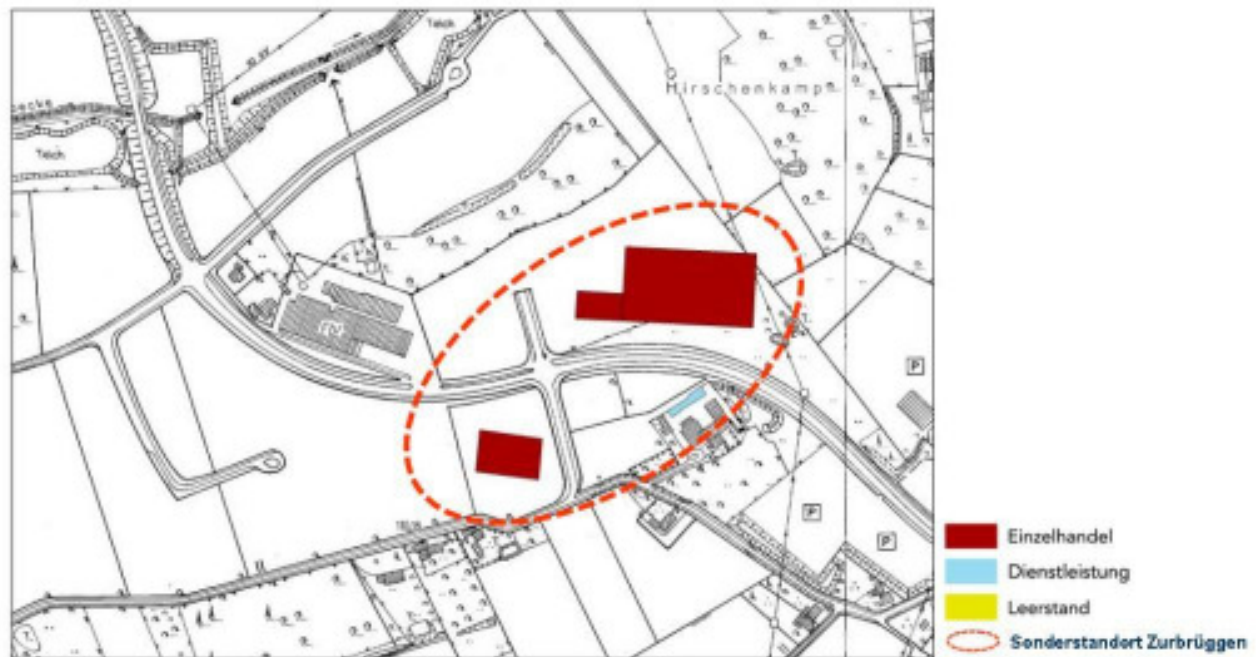 Teich
Hirschenkamp
Teich
P
P
P
Einzelhandel
Dienstleistung
Leerstand
Sonderstandort Zurbrüggen